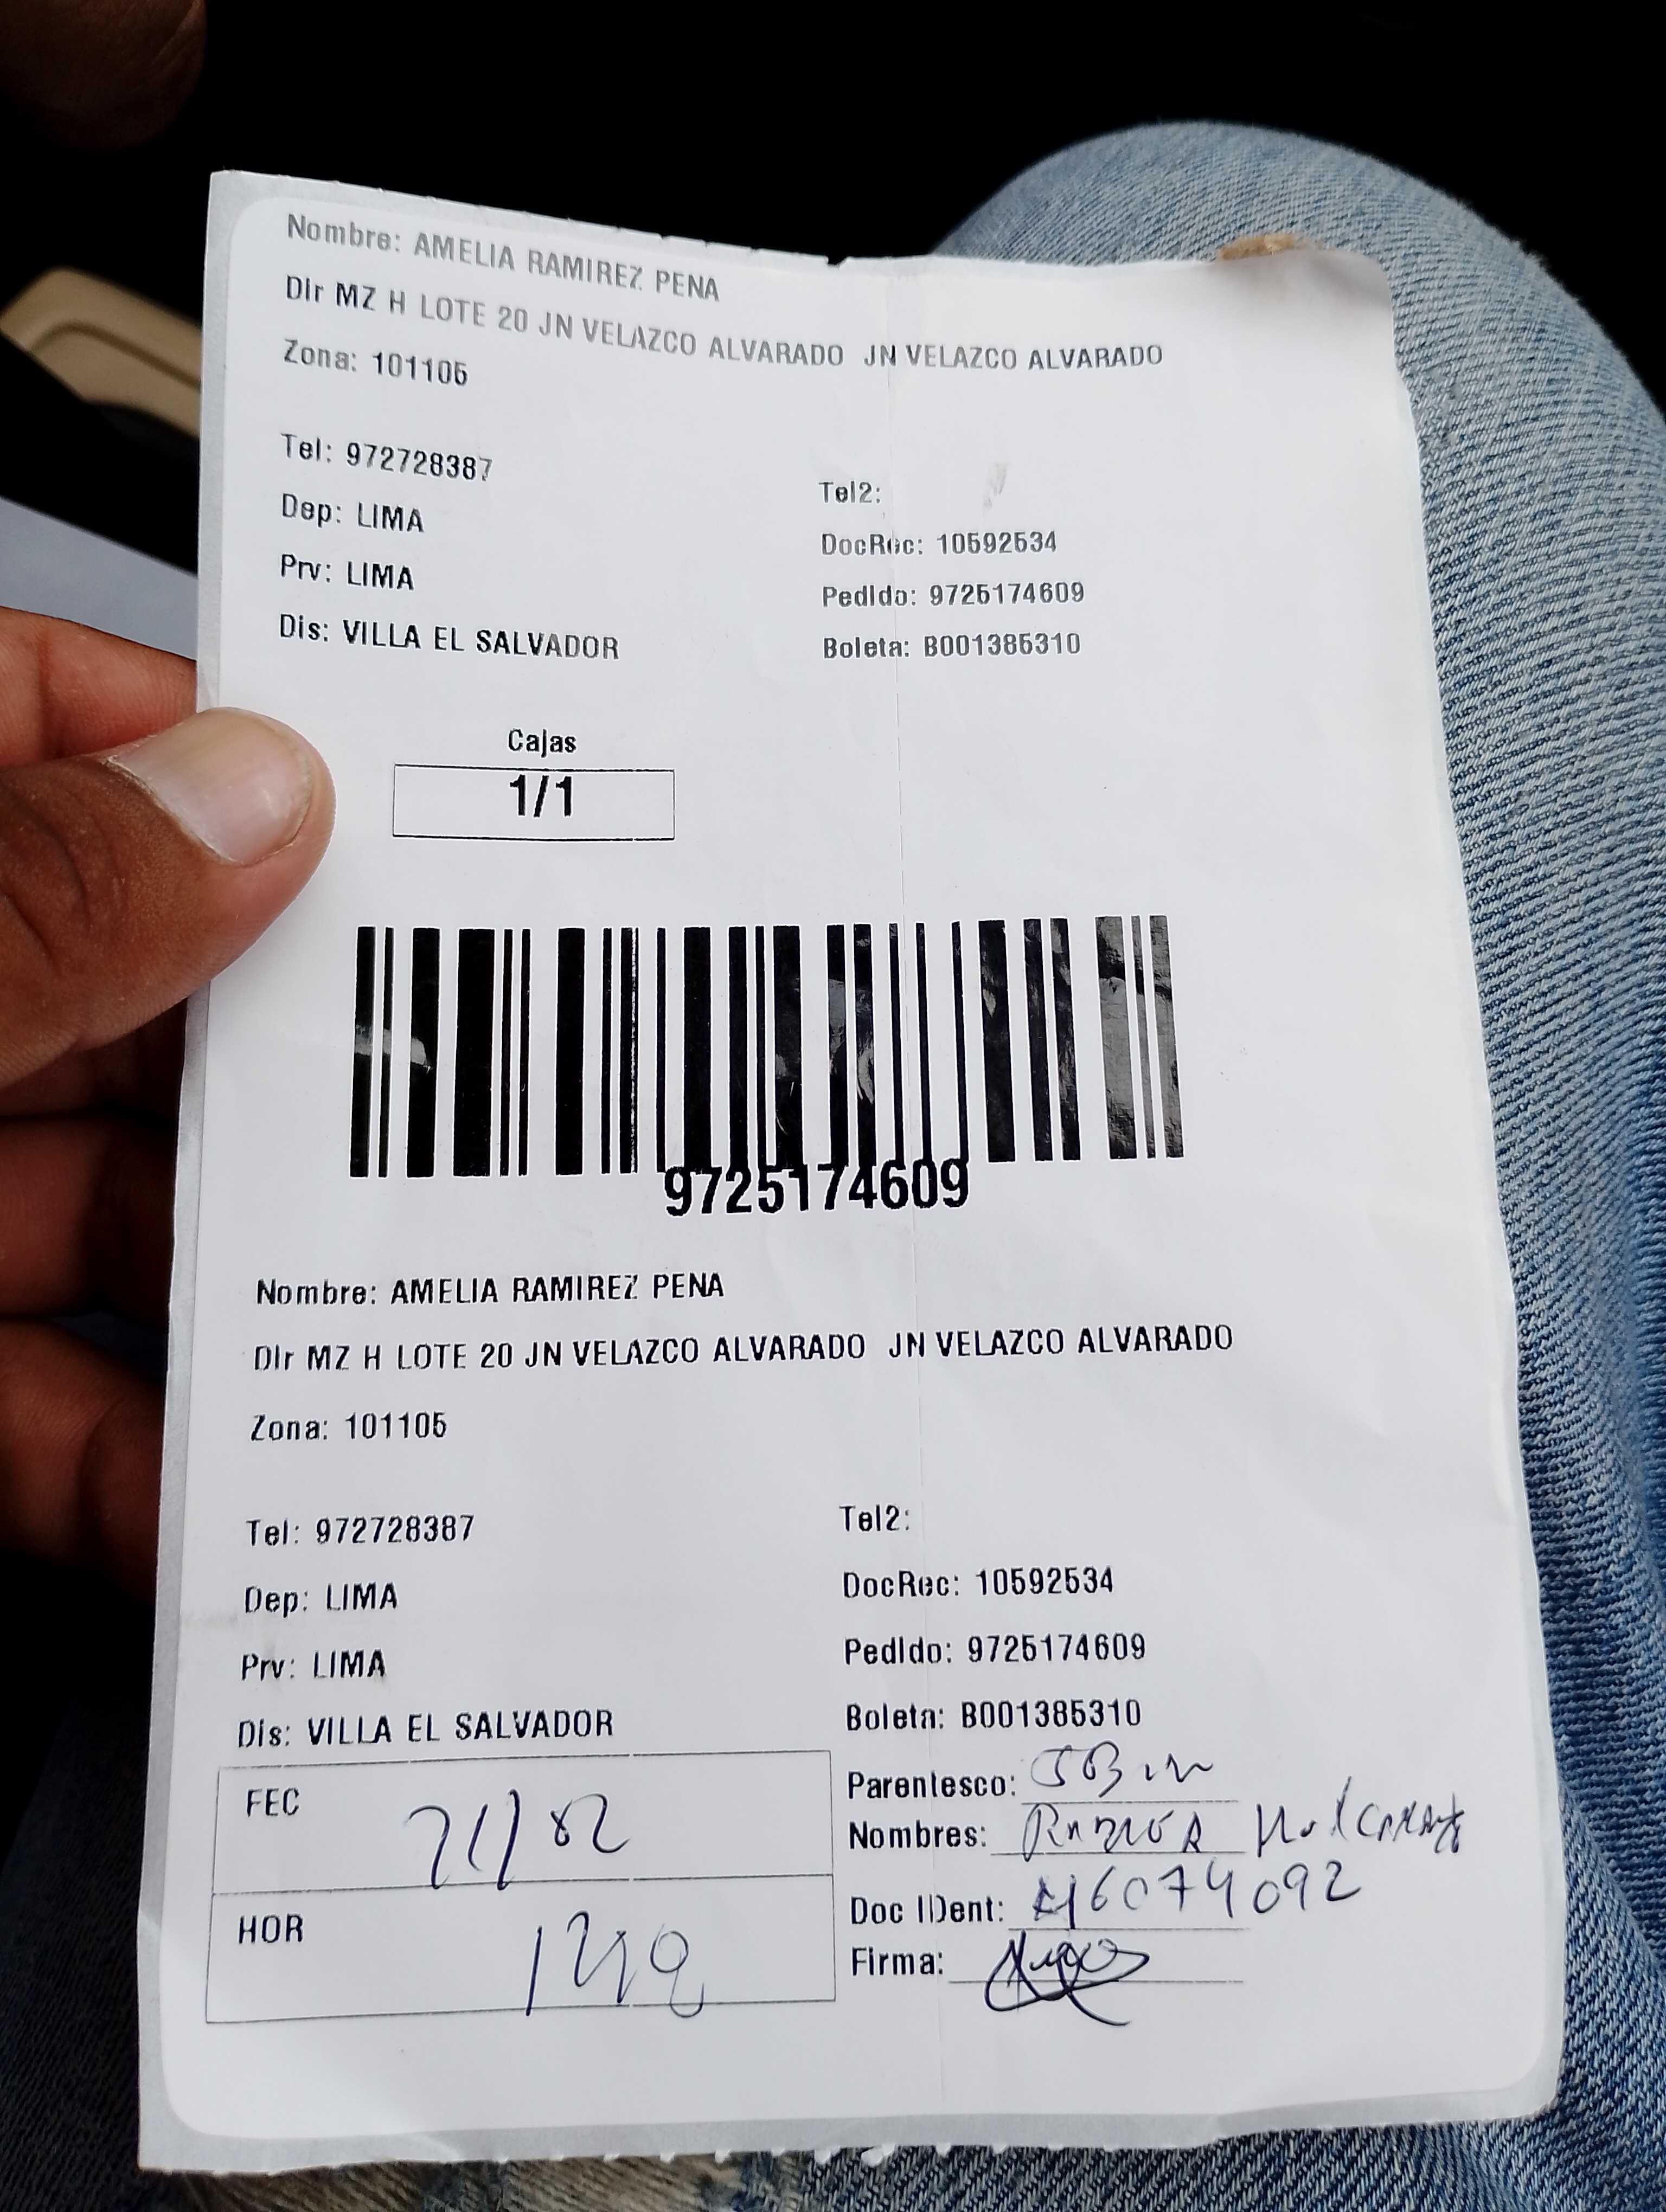 Nombre: AMELIA RAMIREZ PENA
Dir MZ H LOTE 20 JN VELAZCO ALVARADO JN VELAZCO ALVARADO
Zona: 101105
Tel: 972728387
Tel2:
Dep: LIMA
DocRec: 10592534
Prv: LIMA
Pedido: 9725174609
Dis: VILLA EL SALVADOR
Boleta: B001385310
Cajas
1/1
9725174609
Nombre: AMELIA RAMIREZ PENA
Dir MZ H LOTE 20 JN VELAZCO ALVARADO JN VELAZCO ALVARADO
Zona: 101105
Tel: 972728387
Tel2:
Dep: LIMA
DocRec: 10592534
Prv: LIMA
Pedido: 9725174609
Dis: VILLA EL SALVADOR
Boleta: B001385310
FEC
HOR
Parentesco:
Nombres:
Doc IDent: 46074092
Firma: